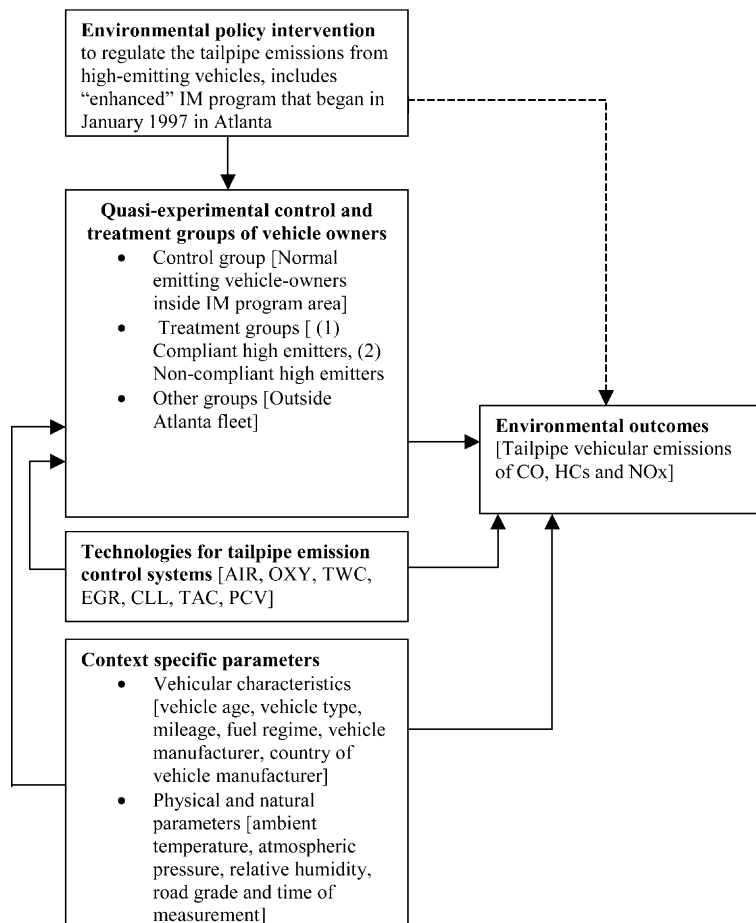 Environmental policy intervention
to regulate the tailpipe emissions from
high-emitting vehicles, includes
“enhanced” IM program that began in
January 1997 in Atlanta
Quasi-experimental control and
treatment groups of vehicle owners
• Control group [Normal
emitting vehicle-owners
inside IM program area]
• Treatment groups [ (1)
Compliant high emitters, (2)
Non-compliant high emitters
• Other groups [Outside
Atlanta fleet]
Environmental outcomes
[Tailpipe vehicular emissions
of CO, HCs and NOx]
Technologies for tailpipe emission
control systems [AIR, OXY, TWC,
EGR, CLL, TAC, PCV]
Context specific parameters
• Vehicular characteristics
[vehicle age, vehicle type,
mileage, fuel regime, vehicle
manufacturer, country of
vehicle manufacturer]
• Physical and natural
parameters [ambient
temperature, atmospheric
pressure, relative humidity,
road grade and time of
measurement]